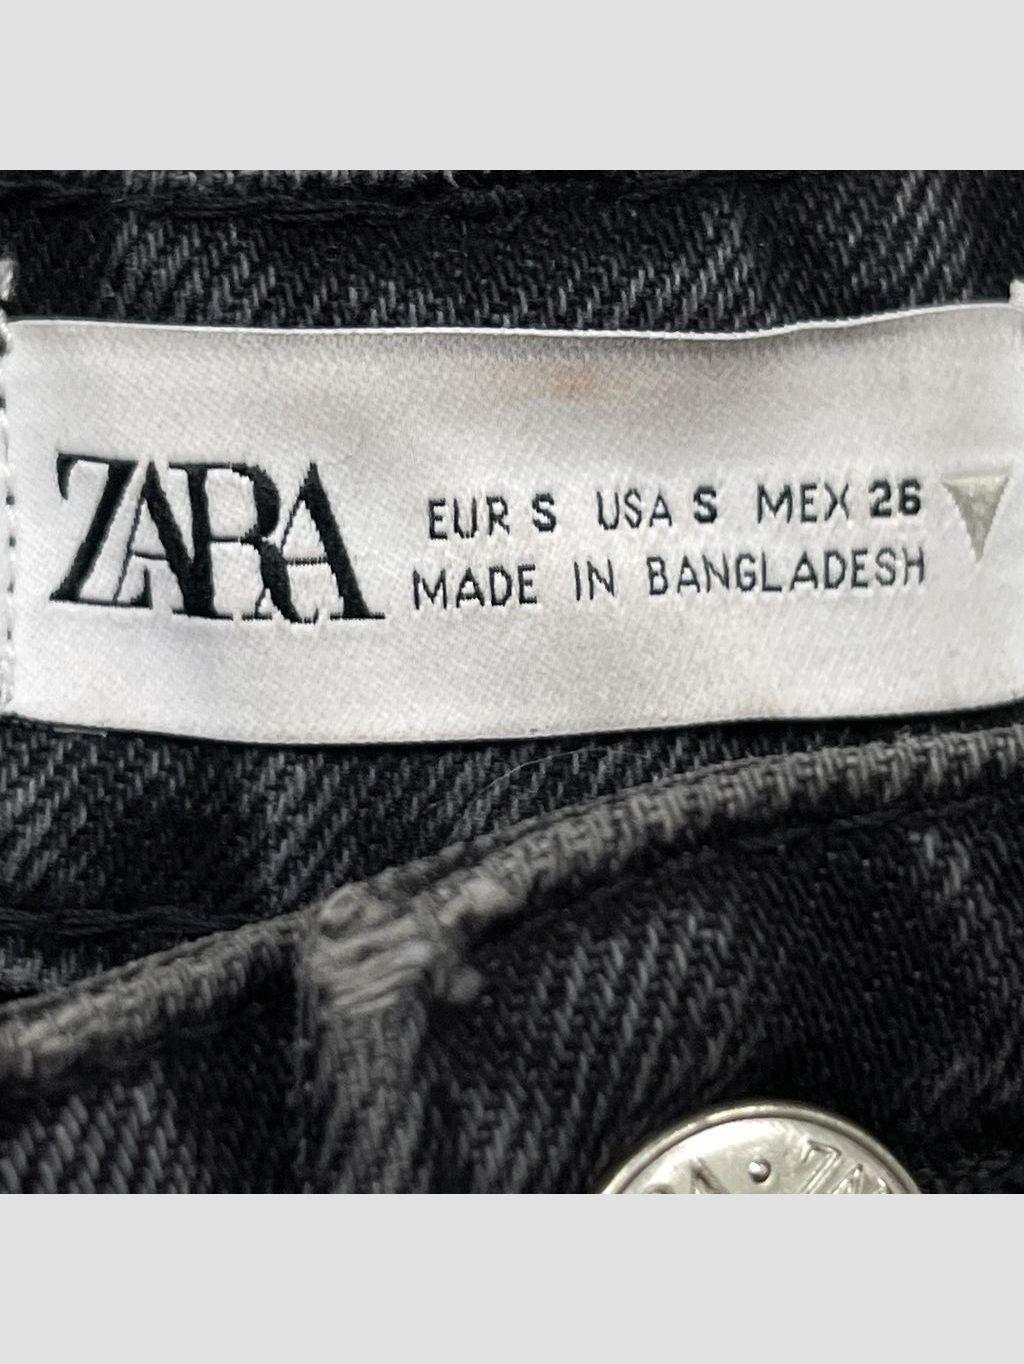 ZARA
EUR S USA S MEX 26
MADE IN BANGLADESH